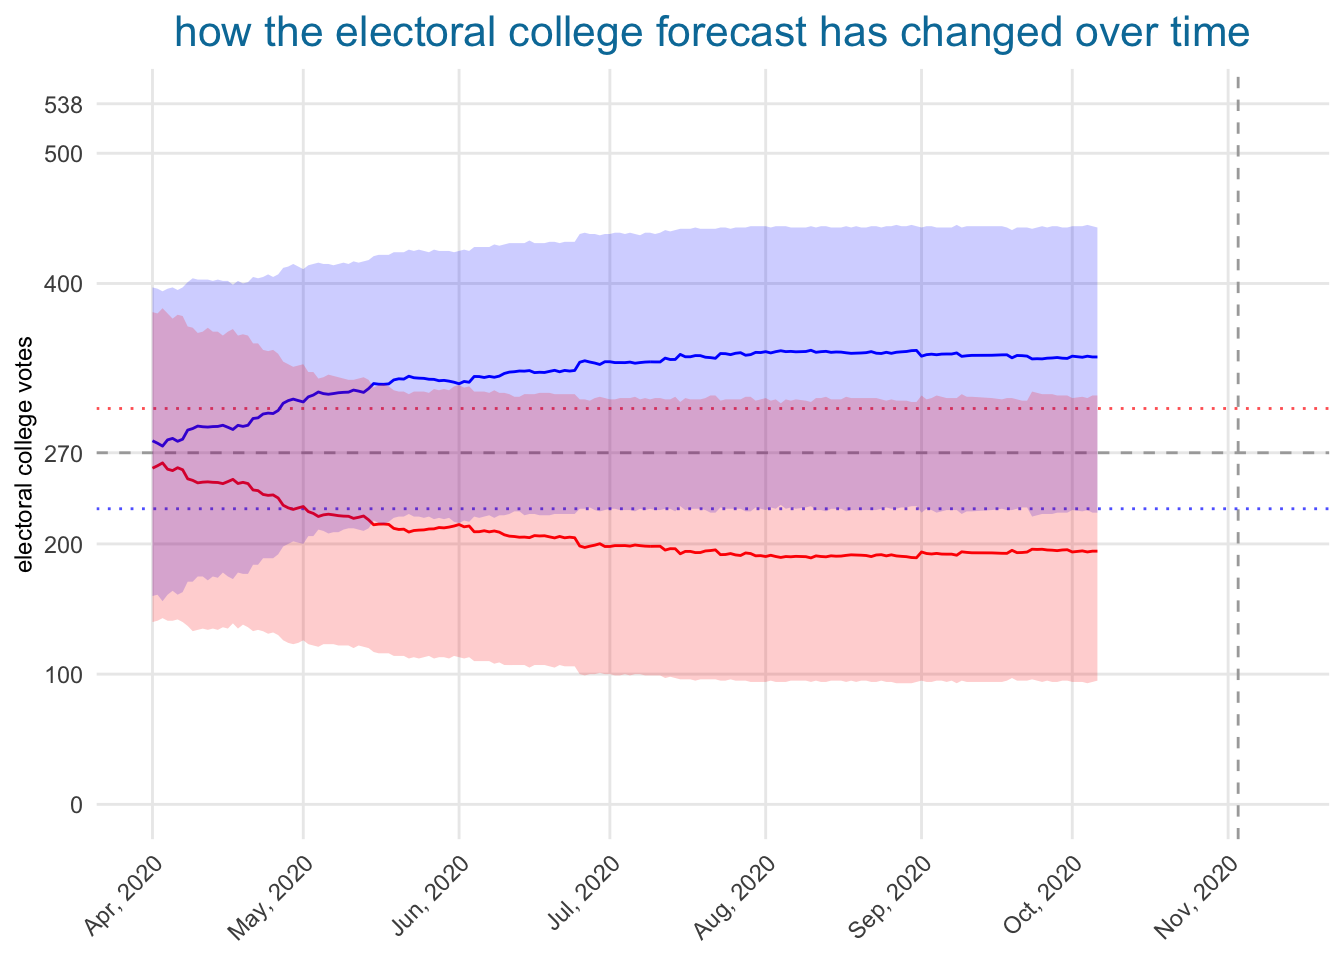 how the electoral college forecast has changed over time
538
500
400
270
200
100
0
electoral college votes
Apr, 2020
May, 2020
Jun, 2020
Jul, 2020
Aug, 2020
Sep, 2020
Oct, 2020
Nov, 2020